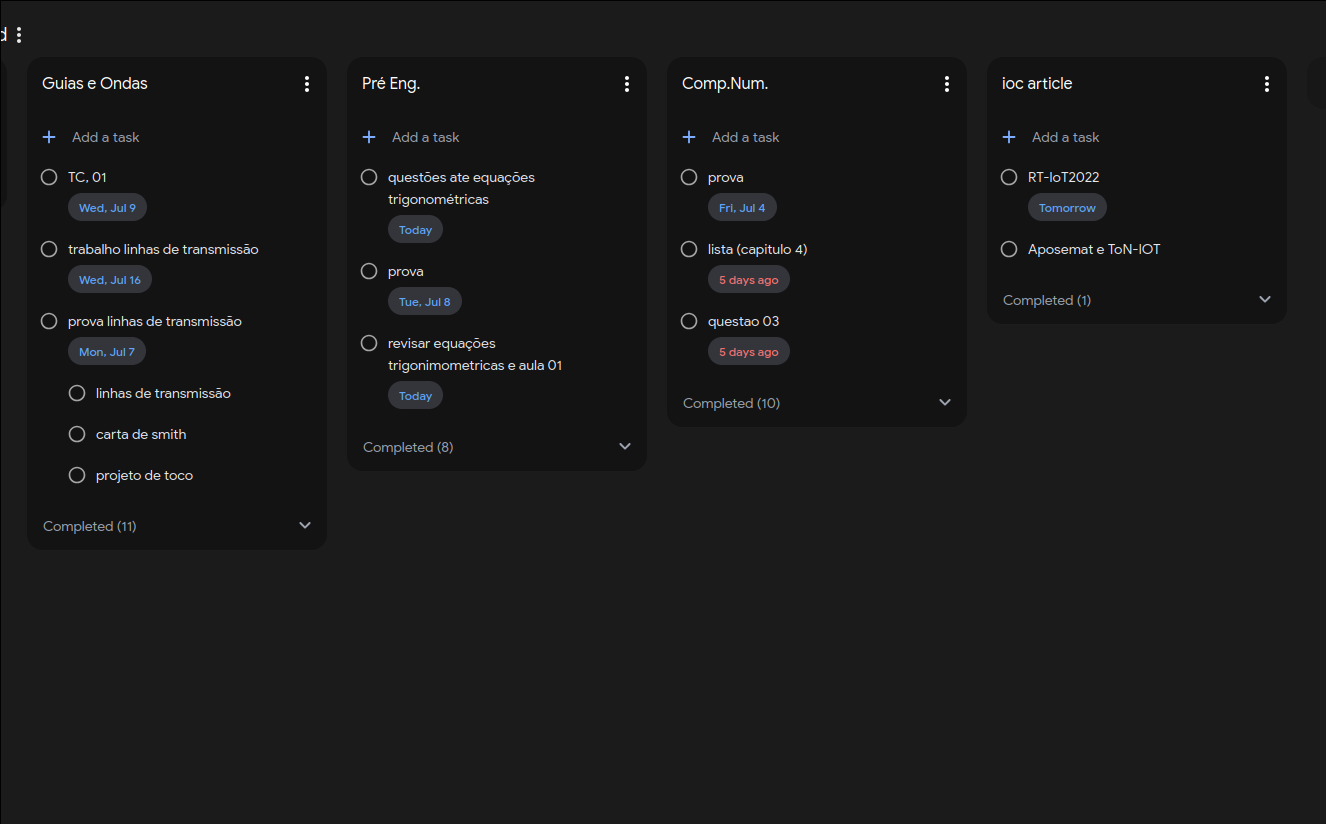 d
Guias e Ondas
Add a task
TC, 01
Wed, Jul 9
trabalho linhas de transmissão
Wed, Jul 16
prova linhas de transmissão
Mon, Jul 7
linhas de transmissão
carta de smith
projeto de toco
Completed (11)
Pré Eng.
Add a task
questões ate equações
trigonométricas
Today
prova
Tue, Jul 8
revisar equações
trigonimometricas e aula 01
Today
Completed (8)
Comp.Num.
Add a task
prova
Fri, Jul 4
lista (capitulo 4)
5 days ago
questao 03
5 days ago
Completed (10)
ioc article
Add a task
RT-IoT2022
Tomorrow
Aposemat e ToN-IOT
Completed (1)